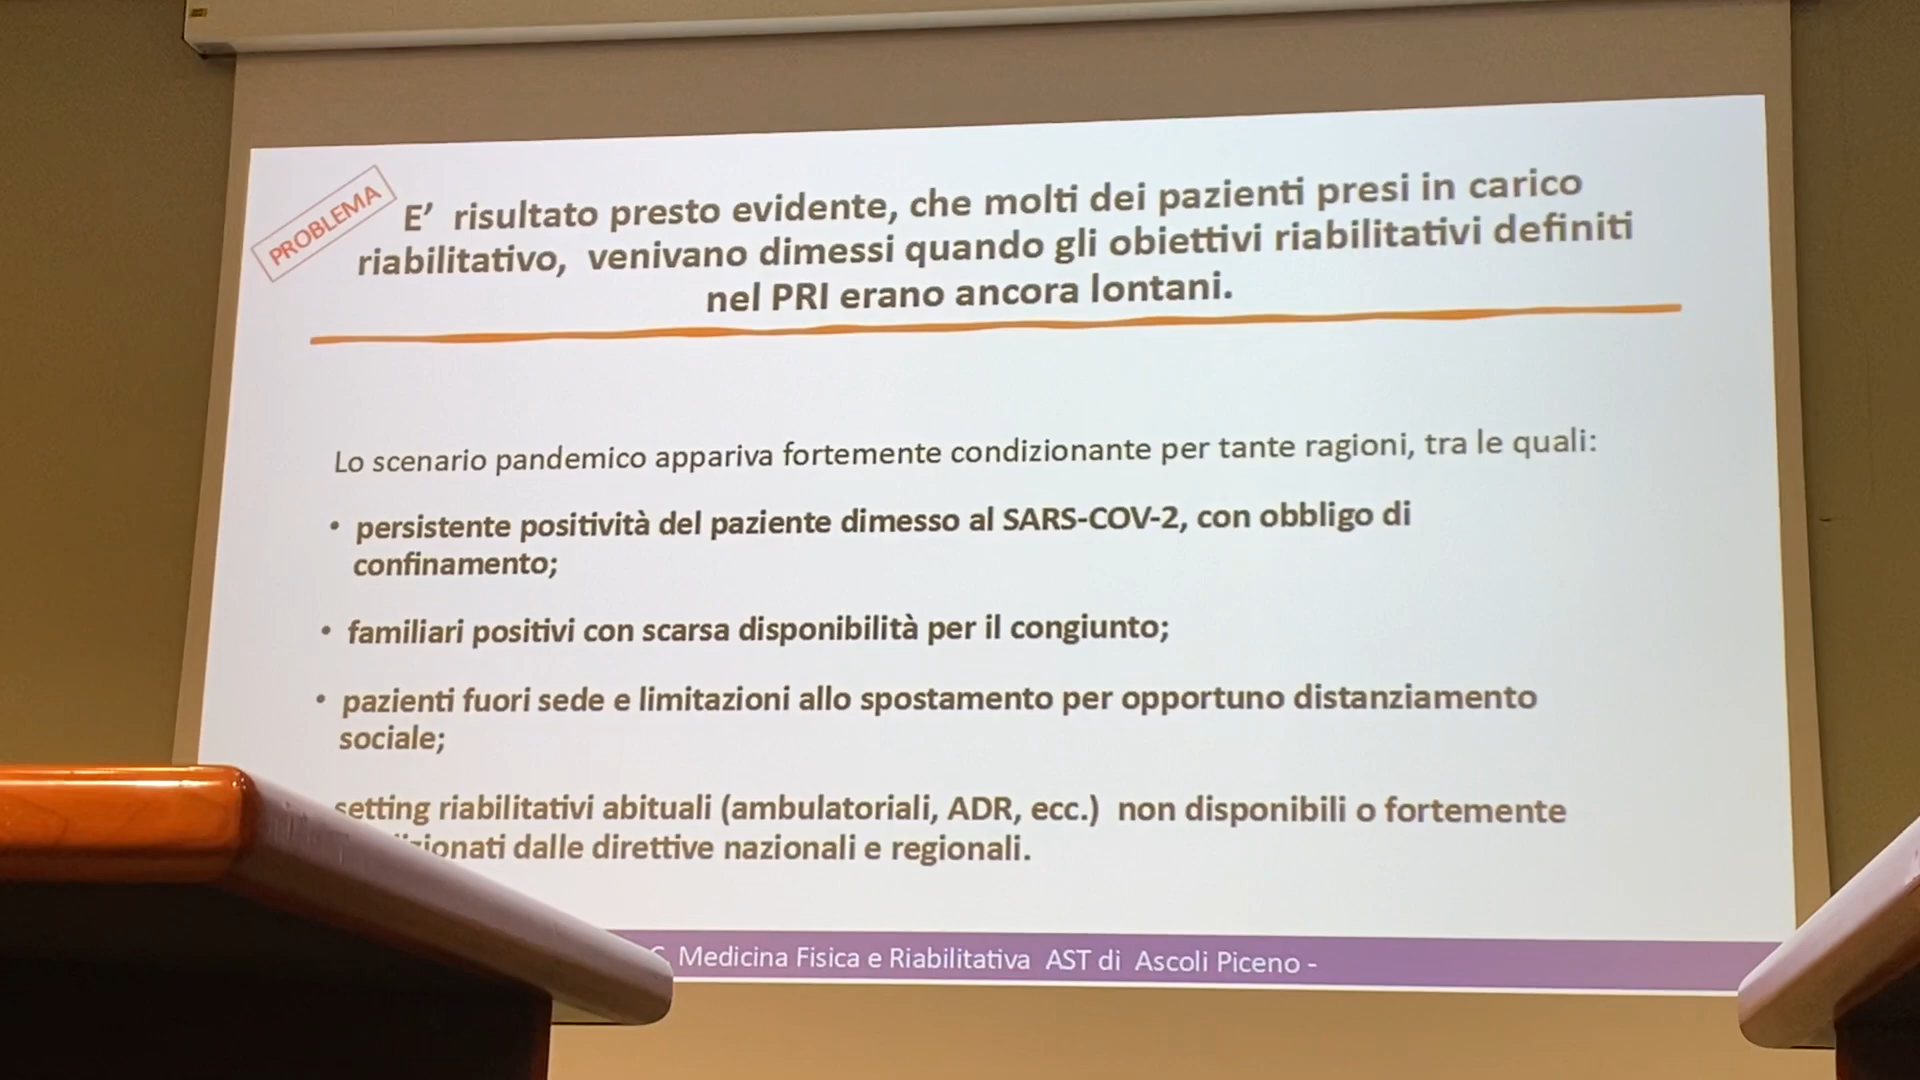 PROBLEMA
E’ risultato presto evidente, che molti dei pazienti presi in carico
riabilitativo, venivano dimessi quando gli obiettivi riabilitativi definiti
nel PRI erano ancora lontani.
Lo scenario pandemico appariva fortemente condizionante per tante ragioni, tra le quali:
• persistente positività del paziente dimesso al SARS-COV-2, con obbligo di
confinamento;
• familiari positivi con scarsa disponibilità per il congiunto;
• pazienti fuori sede e limitazioni allo spostamento per opportuno distanziamento
sociale;
setting riabilitativi abituali (ambulatoriali, ADR, ecc.) non disponibili o fortemente
dalle direttive nazionali e regionali.
Medicina Fisica e Riabilitativa AST di Ascoli Piceno -